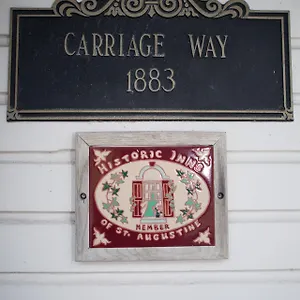 CARRIAGE WAY
1883
HISTORIC INNS
MEMBER
OF ST. AUGUSTINE